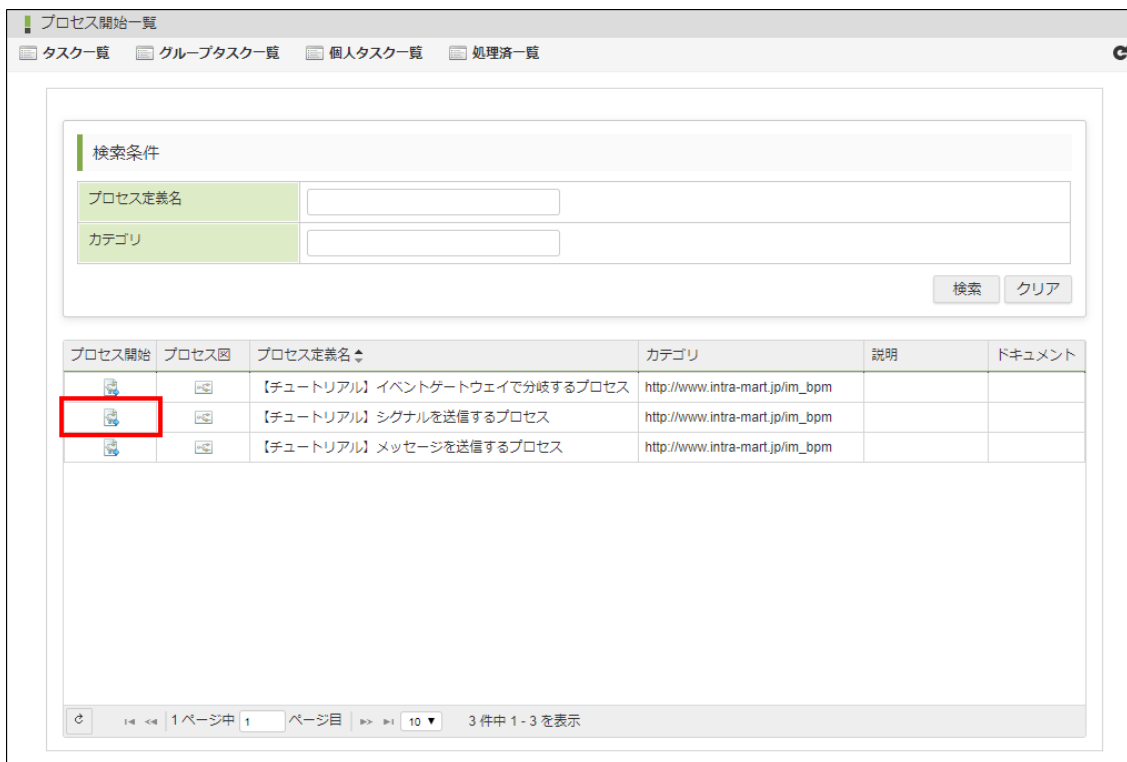 プロセス開始一覧
タスク一覧 グループタスク一覧 個人タスク一覧 処理済一覧
検索条件
プロセス定義名
カテゴリ
検索 クリア
プロセス開始 プロセス図 プロセス定義名 カテゴリ 説明 ドキュメント
【チュートリアル】イベントゲートウェイで分岐するプロセス http://www.intra-mart.jp/im_bpm
【チュートリアル】シグナルを送信するプロセス http://www.intra-mart.jp/im_bpm
【チュートリアル】メッセージを送信するプロセス http://www.intra-mart.jp/im_bpm
1 ページ中 1 ページ目 10 3 件中 1 - 3 を表示